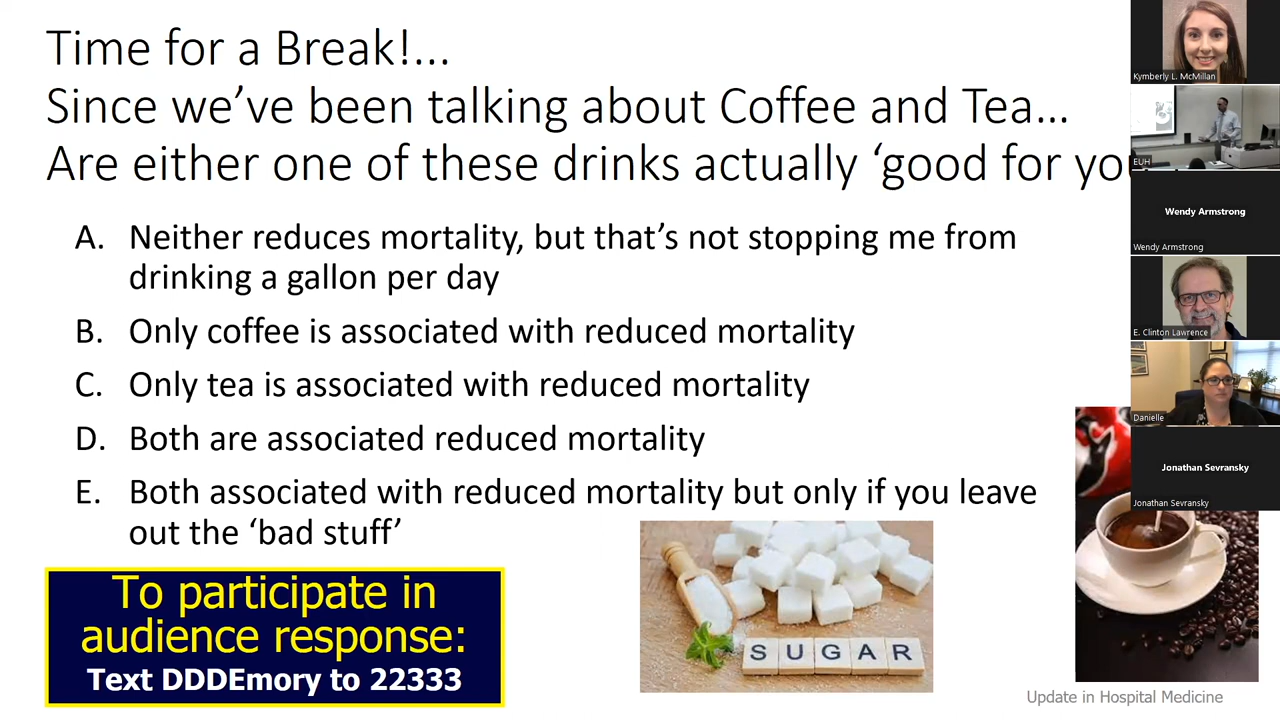 Time for a Break!...
Since we've been talking about Coffee and Tea...
Are either one of these drinks actually 'good for you
A. Neither reduces mortality, but that's not stopping me from
drinking a gallon per day
B. Only coffee is associated with reduced mortality
C. Only tea is associated with reduced mortality
D. Both are associated reduced mortality
E. Both associated with reduced mortality but only if you leave
out the 'bad stuff'
To participate in
audience response:
Text DDDEmory to 22333
SUGAR
Update in Hospital Medicine
Kymberly L. McMillan
EUH
Wendy Armstrong
Wendy Armstrong
E. Clinton Lawrence
Danielle
Jonathan Sevransky
Jonathan Sevransky